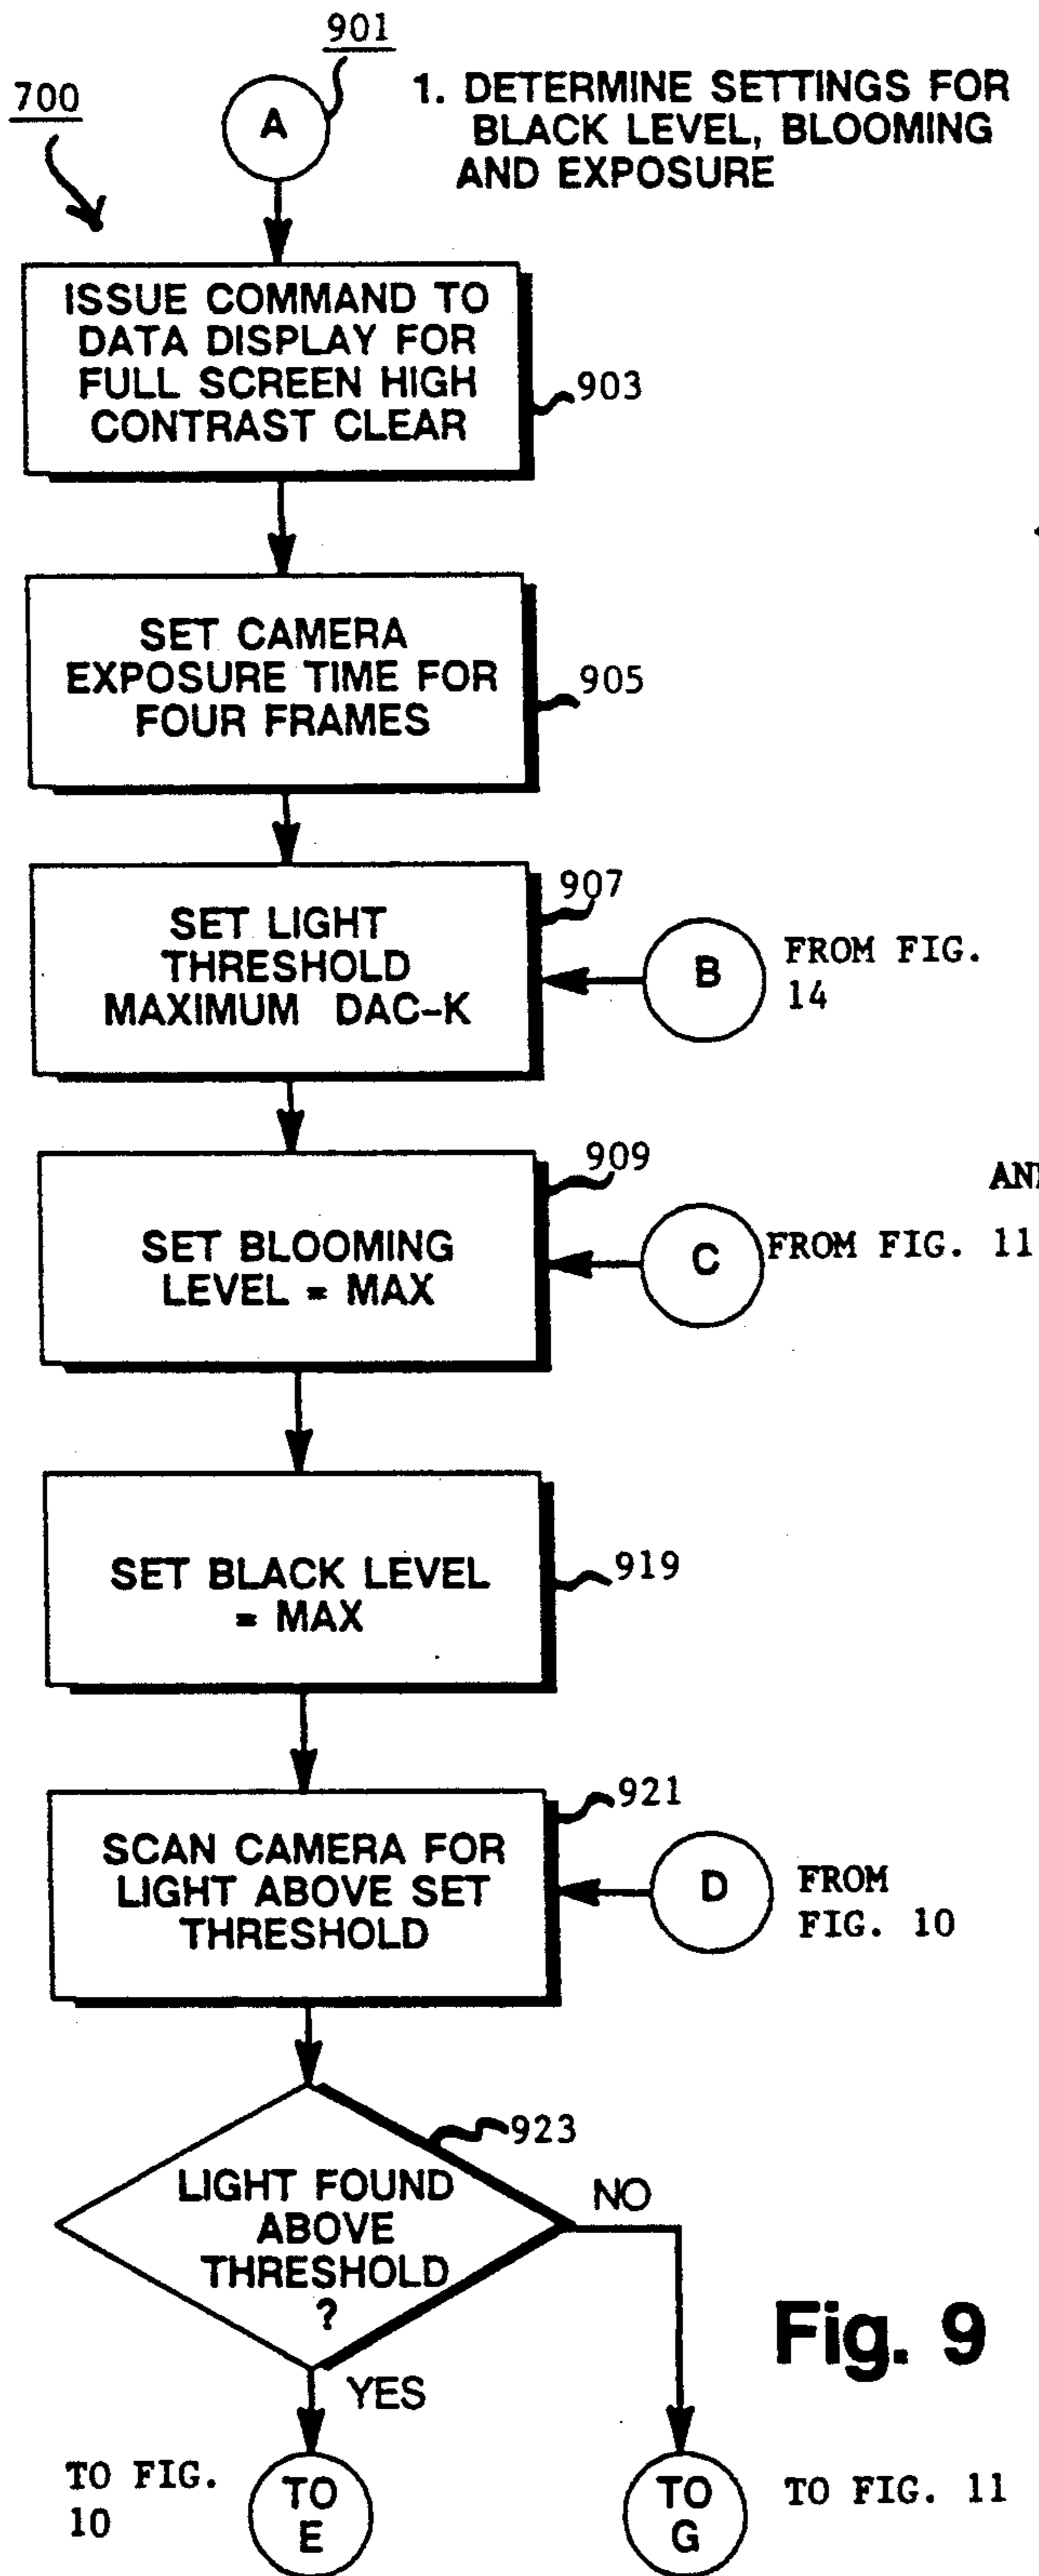 901
700
A
1. DETERMINE SETTINGS FOR
BLACK LEVEL, BLOOMING
AND EXPOSURE
ISSUE COMMAND TO
DATA DISPLAY FOR
FULL SCREEN HIGH
CONTRAST CLEAR
903
SET CAMERA
EXPOSURE TIME FOR
FOUR FRAMES
905
SET LIGHT
THRESHOLD
MAXIMUM DAC-K
907
B
FROM FIG.
14
SET BLOOMING
LEVEL = MAX
909
C
FROM FIG. 11
SET BLACK LEVEL
= MAX
919
SCAN CAMERA FOR
LIGHT ABOVE SET
THRESHOLD
921
D
FROM
FIG. 10
LIGHT FOUND
ABOVE
THRESHOLD
?
923
NO
YES
Fig. 9
TO FIG.
10
TO
E
TO
G
TO FIG. 11